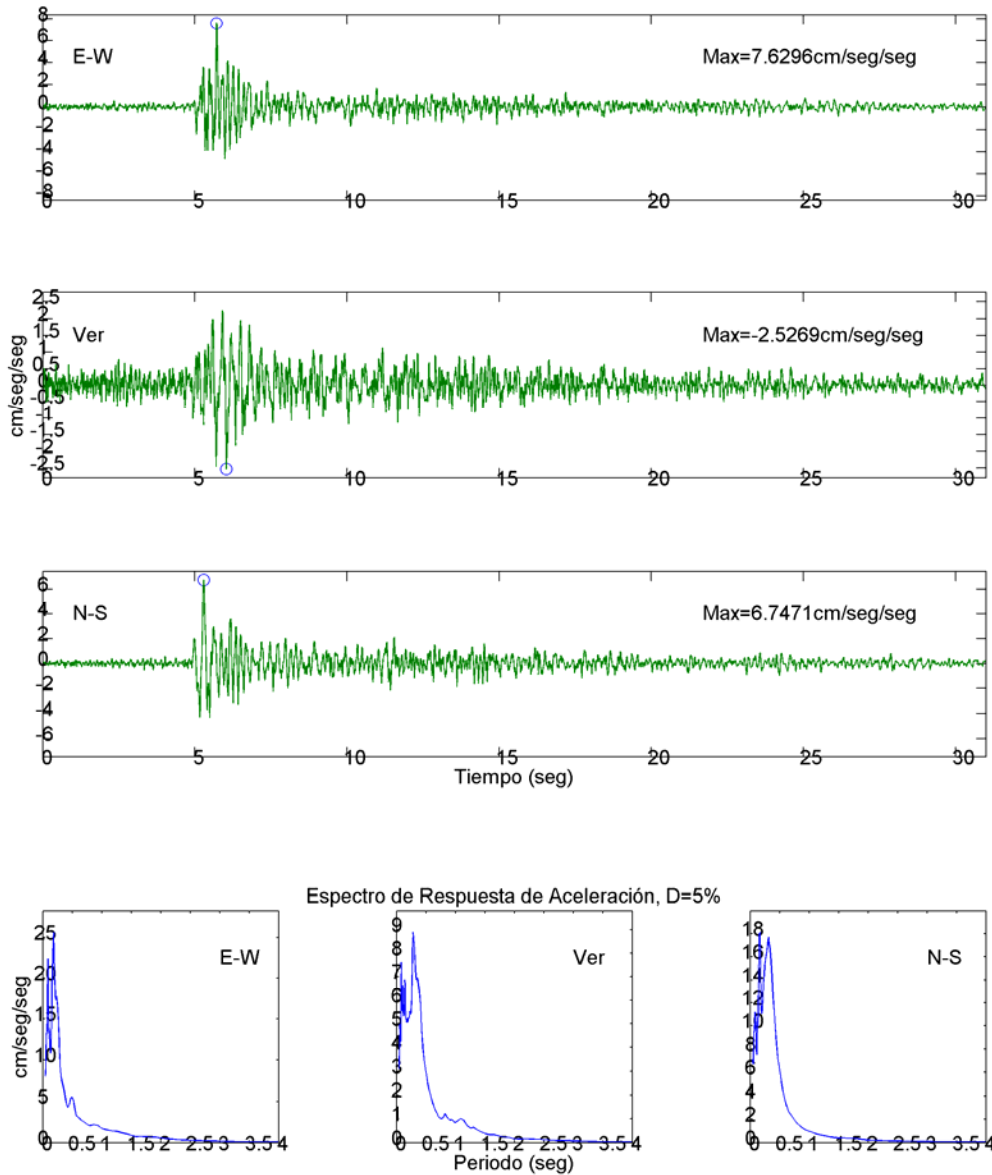 8
6
4
2
0
-2
-4
-6
-8
E-W
Max=7.6296cm/seg/seg
0 5 10 15 20 25 30
2.5
1.5
1
0.5
0
-0.5
-1
-1.5
-2
-2.5
cm/seg/seg
Ver
Max=-2.5269cm/seg/seg
0 5 10 15 20 25 30
6
4
2
0
-2
-4
-6
N-S
Max=6.7471cm/seg/seg
0 5 10 15 20 25 30
Tiempo (seg)
Espectro de Respuesta de Aceleración, D=5%
25
20
15
10
5
0
cm/seg/seg
E-W
0 0.5 1 1.5 2 2.5 3 3.5 4
9
8
7
6
5
4
3
2
1
0
Ver
0 0.5 1 1.5 2 2.5 3 3.5 4
18
16
14
12
10
8
6
4
2
0
N-S
0 0.5 1 1.5 2 2.5 3 3.5 4
Periodo (seg)